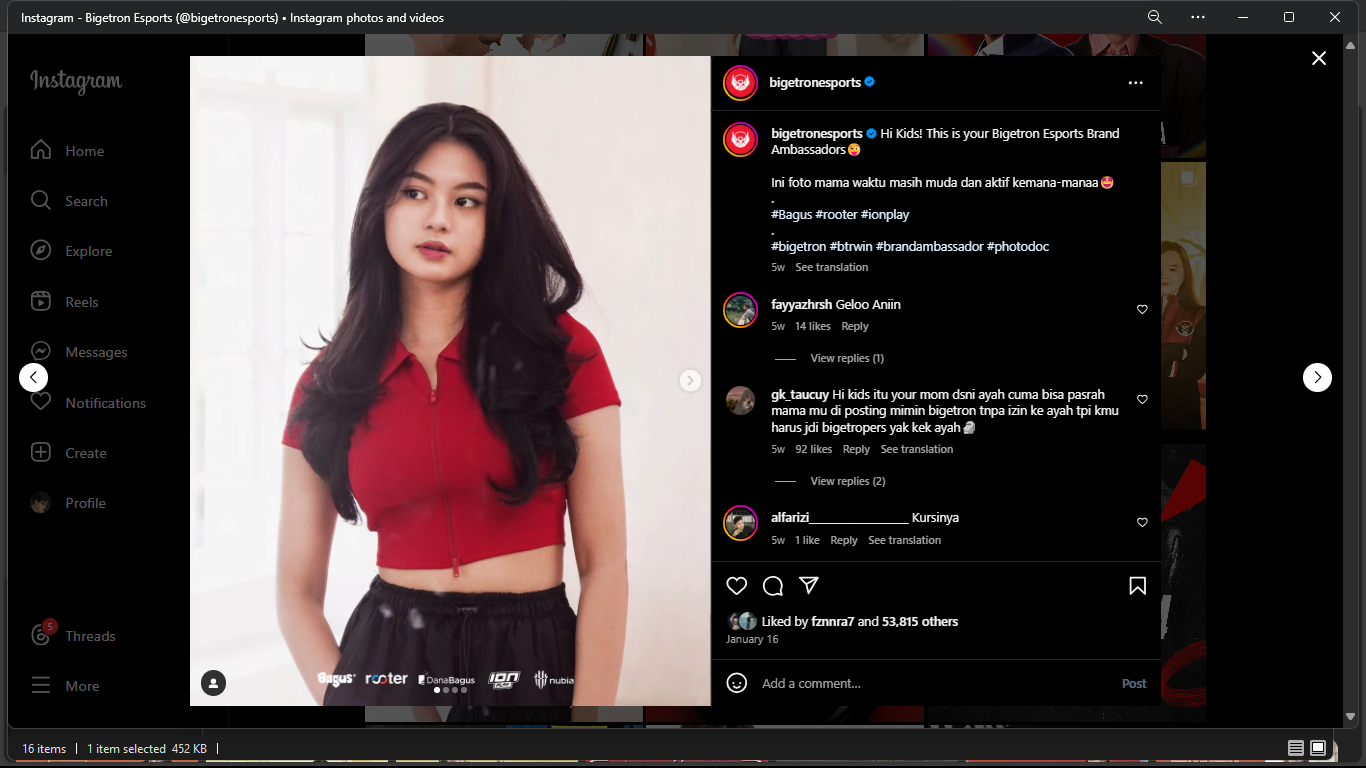 Instagram - Bigetron Esports (@bigetronesports) • Instagram photos and videos
Instagram
Home
Search
Explore
Reels
Messages
Notifications
Create
Profile
5
Threads
More
Bagus
rooter
DanaBagus
ION
nubia
bigetronesports
bigetronesports Hi Kids! This is your Bigetron Esports Brand
Ambassadors😜
Ini foto mama waktu masih muda dan aktif kemana-manaa🤩
.
#Bagus #rooter #ionplay
.
#bigetron #btrwin #brandambassador #photodoc
5w See translation
fayyazhrsh Geloo Aniin
5w 14 likes Reply
View replies (1)
gk_taucuy Hi kids itu your mom dsni ayah cuma bisa pasrah
mama mu di posting mimin bigetron tnpa izin ke ayah tpi kmu
harus jdi bigetropers yak kek ayah🗿
5w 92 likes Reply See translation
View replies (2)
alfarizi_________________ Kursinya
5w 1 like Reply See translation
Liked by fznnra7 and 53,815 others
January 16
Add a comment...
Post
16 items | 1 item selected 452 KB |